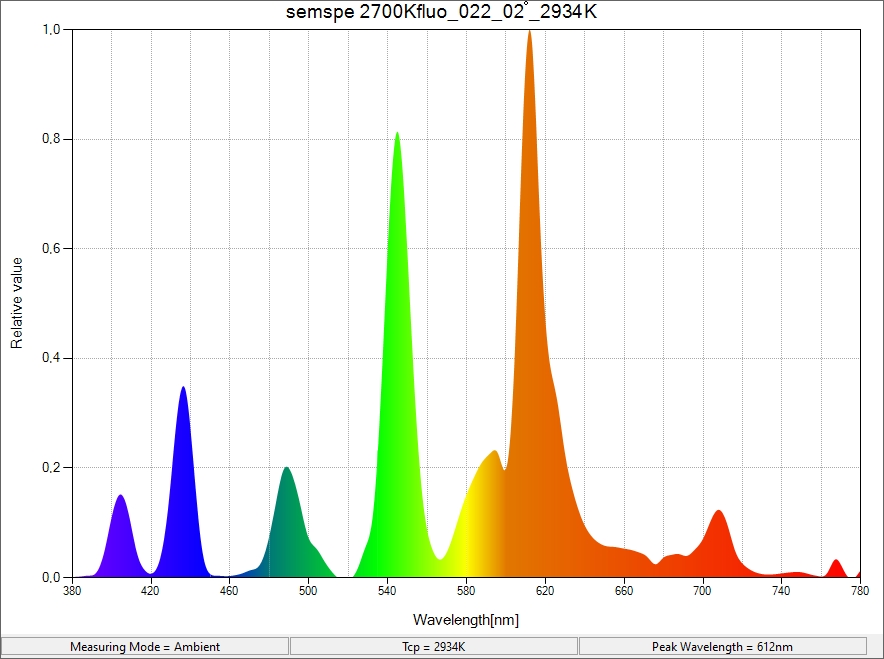 semspe 2700Kfluo_022_02°_2934K
Relative value
1,0
0,8
0,6
0,4
0,2
0,0
380 420 460 500 540 580 620 660 700 740 780
Wavelength[nm]
Measuring Mode = Ambient Tcp = 2934K Peak Wavelength = 612nm